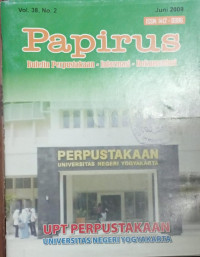 Vol. 38, No. 2
Juni 2009
Papirus
Buletin Perpustakaan - Informasi - Dokumentasi
PERPUSTAKAAN
UNIVERSITAS NEGERI YOGYAKARTA
UPT PERPUSTAKAAN
UNIVERSITAS NEGERI YOGYAKARTA